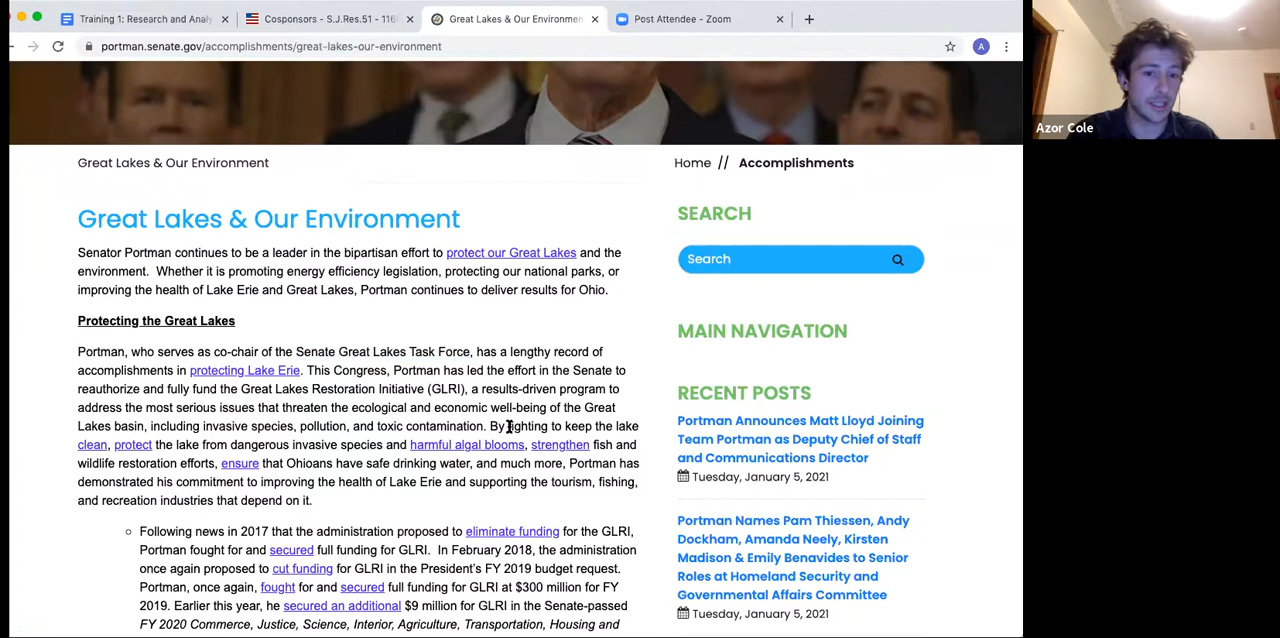 Training 1: Research and Analy
Cosponsors - S.J.Res.51 - 116
Great Lakes & Our Environmen
Post Attendee - Zoom
portman.senate.gov/accomplishments/great-lakes-our-environment
A
Azor Cole
Great Lakes & Our Environment
Home // Accomplishments
Great Lakes & Our Environment
Senator Portman continues to be a leader in the bipartisan effort to protect our Great Lakes and the
environment.  Whether it is promoting energy efficiency legislation, protecting our national parks, or
improving the health of Lake Erie and Great Lakes, Portman continues to deliver results for Ohio.
Protecting the Great Lakes
Portman, who serves as co-chair of the Senate Great Lakes Task Force, has a lengthy record of
accomplishments in protecting Lake Erie. This Congress, Portman has led the effort in the Senate to
reauthorize and fully fund the Great Lakes Restoration Initiative (GLRI), a results-driven program to
address the most serious issues that threaten the ecological and economic well-being of the Great
Lakes basin, including invasive species, pollution, and toxic contamination. By fighting to keep the lake
clean, protect the lake from dangerous invasive species and harmful algal blooms, strengthen fish and
wildlife restoration efforts, ensure that Ohioans have safe drinking water, and much more, Portman has
demonstrated his commitment to improving the health of Lake Erie and supporting the tourism, fishing,
and recreation industries that depend on it.
Following news in 2017 that the administration proposed to eliminate funding for the GLRI,
Portman fought for and secured full funding for GLRI.  In February 2018, the administration
once again proposed to cut funding for GLRI in the President's FY 2019 budget request.
Portman, once again, fought for and secured full funding for GLRI at $300 million for FY
2019. Earlier this year, he secured an additional $9 million for GLRI in the Senate-passed
FY 2020 Commerce, Justice, Science, Interior, Agriculture, Transportation, Housing and
SEARCH
Search
MAIN NAVIGATION
RECENT POSTS
Portman Announces Matt Lloyd Joining
Team Portman as Deputy Chief of Staff
and Communications Director
Tuesday, January 5, 2021
Portman Names Pam Thiessen, Andy
Dockham, Amanda Neely, Kirsten
Madison & Emily Benavides to Senior
Roles at Homeland Security and
Governmental Affairs Committee
Tuesday, January 5, 2021